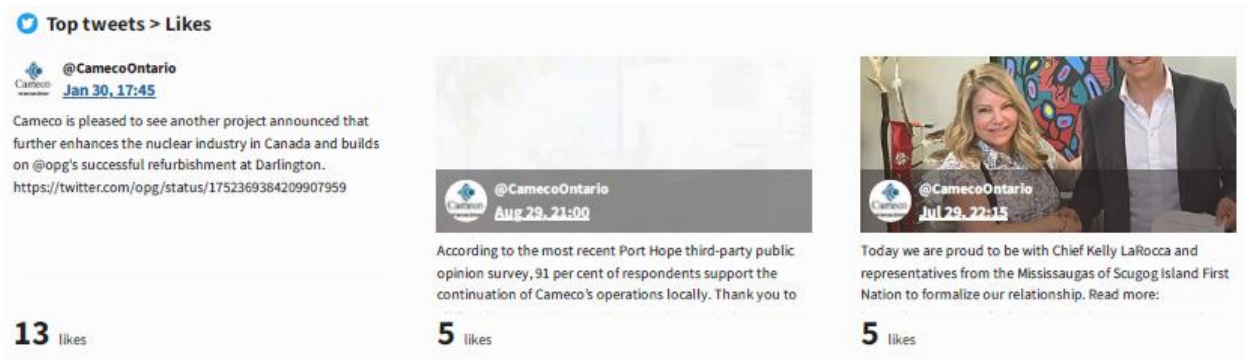 Top tweets > Likes
@CamecoOntario
Cameco
Jan 30, 17:45
Cameco is pleased to see another project announced that
further enhances the nuclear industry in Canada and builds
on @opg's successful refurbishment at Darlington.
https://twitter.com/opg/status/1752369384209907959
13 likes
@CamecoOntario
Cameco
Aug 29, 21:00
According to the most recent Port Hope third-party public
opinion survey, 91 per cent of respondents support the
continuation of Cameco's operations locally. Thank you to
5 likes
@CamecoOntario
Cameco
Jul 29, 22:15
Today we are proud to be with Chief Kelly LaRocca and
representatives from the Mississaugas of Scugog Island First
Nation to formalize our relationship. Read more:
5 likes